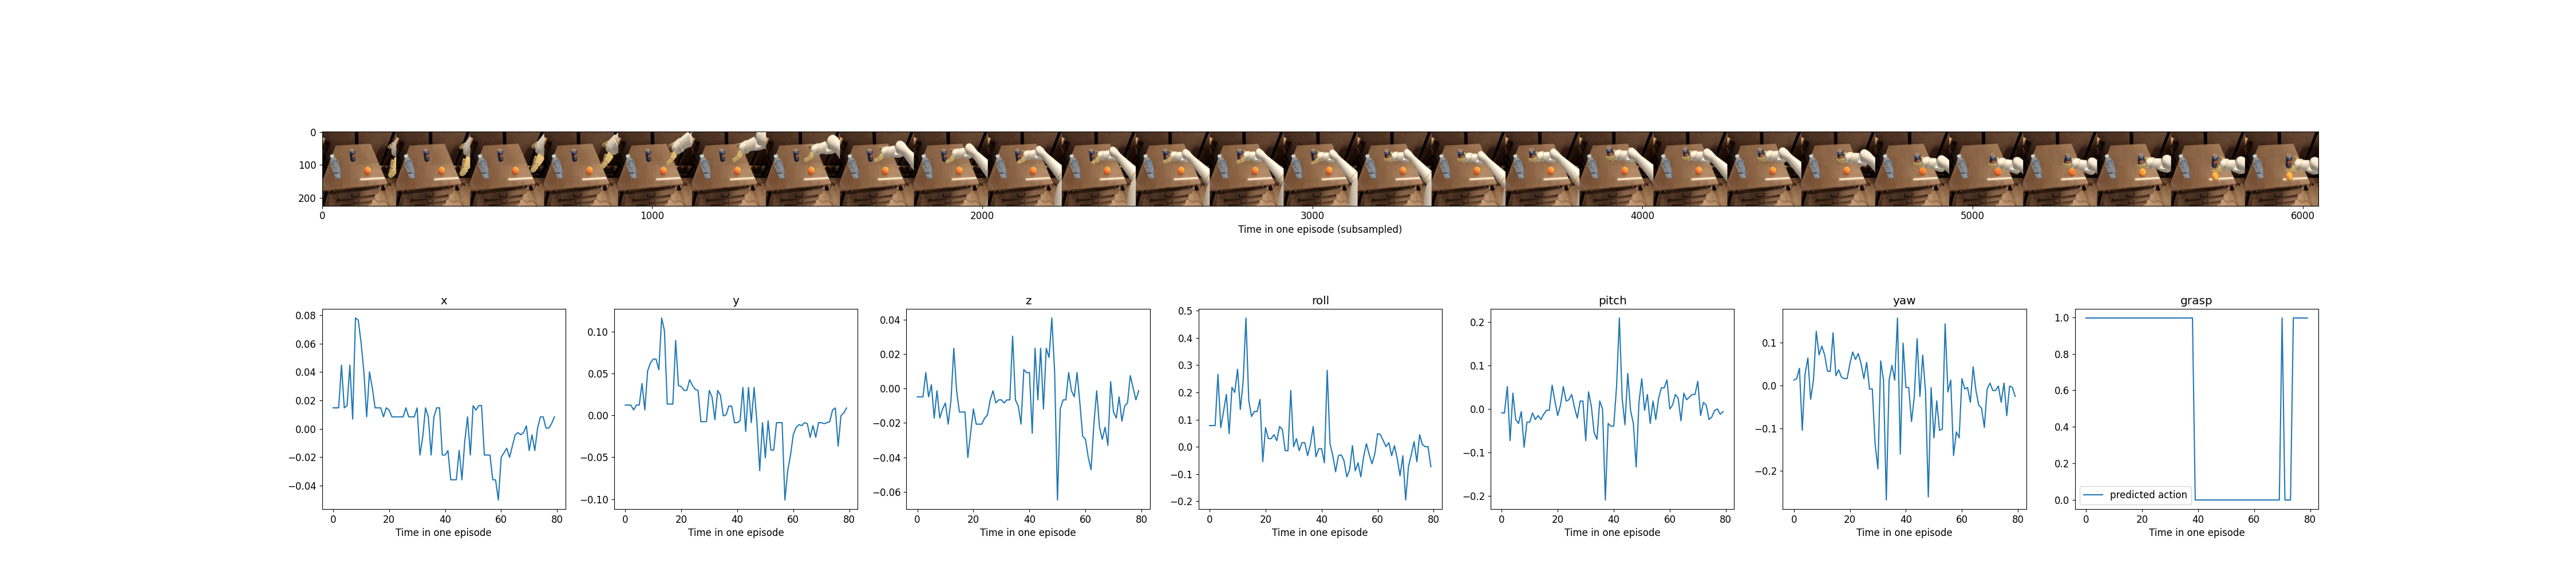 0
100
200
0 1000 2000 3000 4000 5000 6000
Time in one episode (subsampled)
x
0.08
0.06
0.04
0.02
0.00
−0.02
−0.04
0 20 40 60 80
Time in one episode
y
0.10
0.05
0.00
−0.05
−0.10
0 20 40 60 80
Time in one episode
z
0.04
0.02
0.00
−0.02
−0.04
−0.06
0 20 40 60 80
Time in one episode
roll
0.5
0.4
0.3
0.2
0.1
0.0
−0.1
−0.2
0 20 40 60 80
Time in one episode
pitch
0.2
0.1
0.0
−0.1
−0.2
0 20 40 60 80
Time in one episode
yaw
0.1
0.0
−0.1
−0.2
0 20 40 60 80
Time in one episode
grasp
1.0
0.8
0.6
0.4
0.2
0.0
predicted action
0 20 40 60 80
Time in one episode